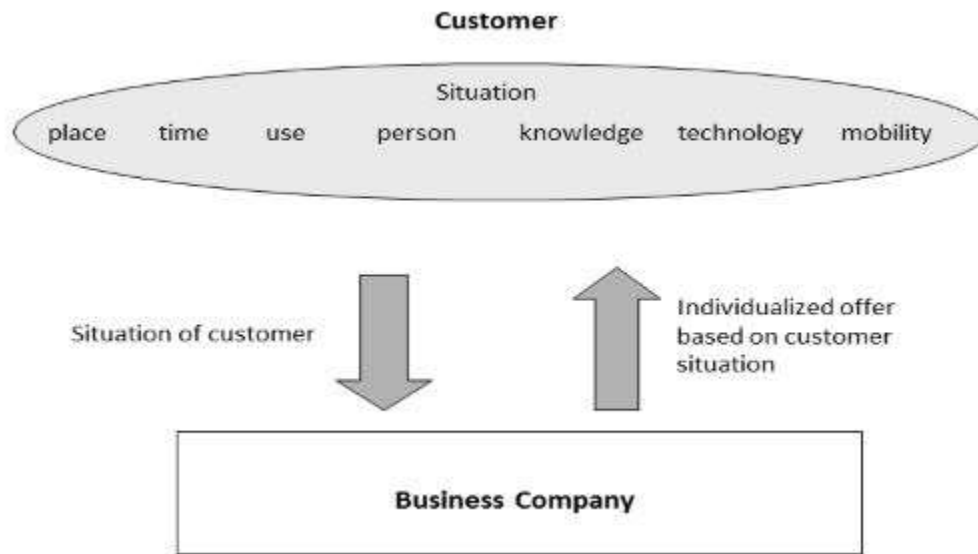 Customer
Situation
place time use person knowledge technology mobility
Situation of customer
Individualized offer
based on customer
situation
Business Company